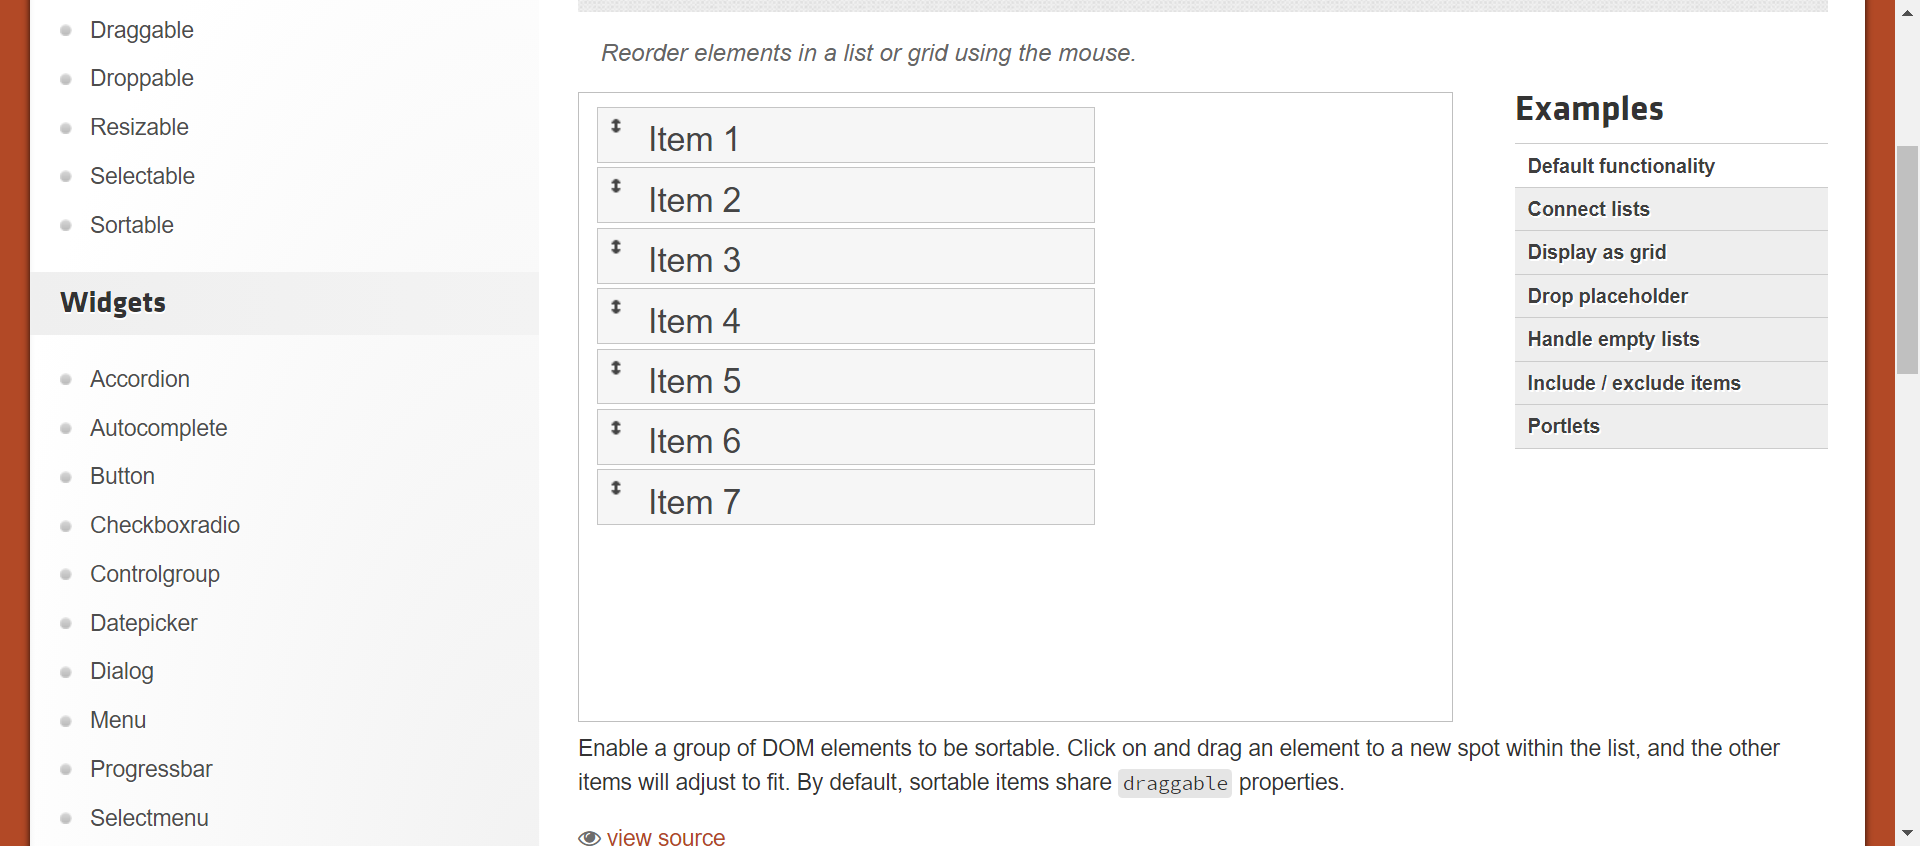 Draggable
Droppable
Resizable
Selectable
Sortable
Widgets
Accordion
Autocomplete
Button
Checkboxradio
Controlgroup
Datepicker
Dialog
Menu
Progressbar
Selectmenu
Reorder elements in a list or grid using the mouse.
Item 1
Item 2
Item 3
Item 4
Item 5
Item 6
Item 7
Enable a group of DOM elements to be sortable. Click on and drag an element to a new spot within the list, and the other
items will adjust to fit. By default, sortable items share draggable properties.
view source
Examples
Default functionality
Connect lists
Display as grid
Drop placeholder
Handle empty lists
Include / exclude items
Portlets